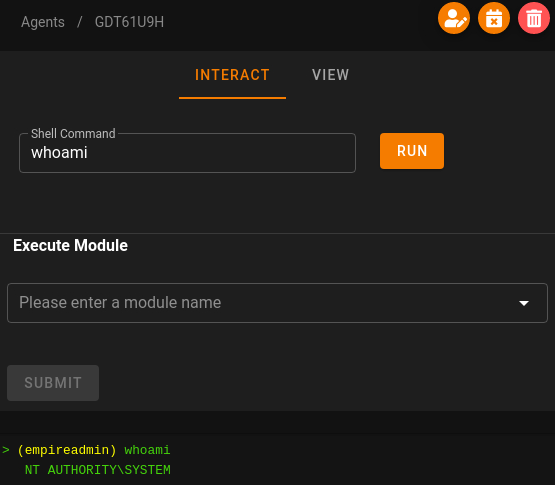 Agents / GDT61U9H
INTERACT VIEW
Shell Command
whoami
RUN
Execute Module
Please enter a module name
SUBMIT
> (empireadmin) whoami
NT AUTHORITY\SYSTEM